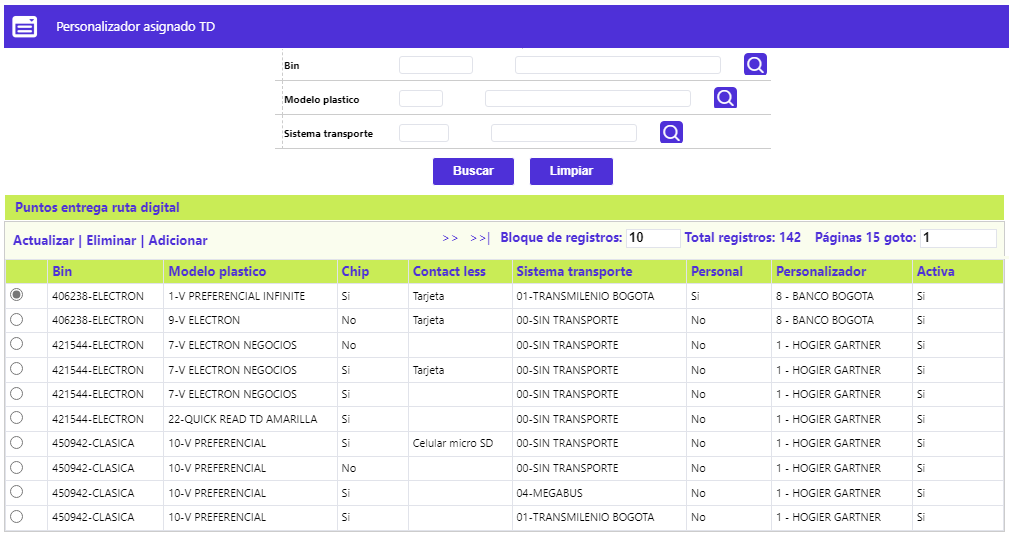 Personalizador asignado TD
Bin
Modelo plastico
Sistema transporte
Buscar Limpiar
Puntos entrega ruta digital
Actualizar | Eliminar | Adicionar >> >>| Bloque de registros: 10 Total registros: 142 Páginas 15 goto: 1
Bin Modelo plastico Chip Contact less Sistema transporte Personal Personalizador Activa
406238-ELECTRON 1-V PREFERENCIAL INFINITE Si Tarjeta 01-TRANSMILENIO BOGOTA Si 8 - BANCO BOGOTA Si
406238-ELECTRON 9-V ELECTRON No Tarjeta 00-SIN TRANSPORTE No 8 - BANCO BOGOTA Si
421544-ELECTRON 7-V ELECTRON NEGOCIOS No 00-SIN TRANSPORTE No 1 - HOGIER GARTNER Si
421544-ELECTRON 7-V ELECTRON NEGOCIOS Si Tarjeta 00-SIN TRANSPORTE No 1 - HOGIER GARTNER Si
421544-ELECTRON 7-V ELECTRON NEGOCIOS Si 00-SIN TRANSPORTE No 1 - HOGIER GARTNER Si
421544-ELECTRON 22-QUICK READ TD AMARILLA Si 00-SIN TRANSPORTE No 1 - HOGIER GARTNER Si
450942-CLASICA 10-V PREFERENCIAL Si Celular micro SD 00-SIN TRANSPORTE No 1 - HOGIER GARTNER Si
450942-CLASICA 10-V PREFERENCIAL No 00-SIN TRANSPORTE No 1 - HOGIER GARTNER Si
450942-CLASICA 10-V PREFERENCIAL Si 04-MEGABUS No 1 - HOGIER GARTNER Si
450942-CLASICA 10-V PREFERENCIAL Si 01-TRANSMILENIO BOGOTA No 1 - HOGIER GARTNER Si